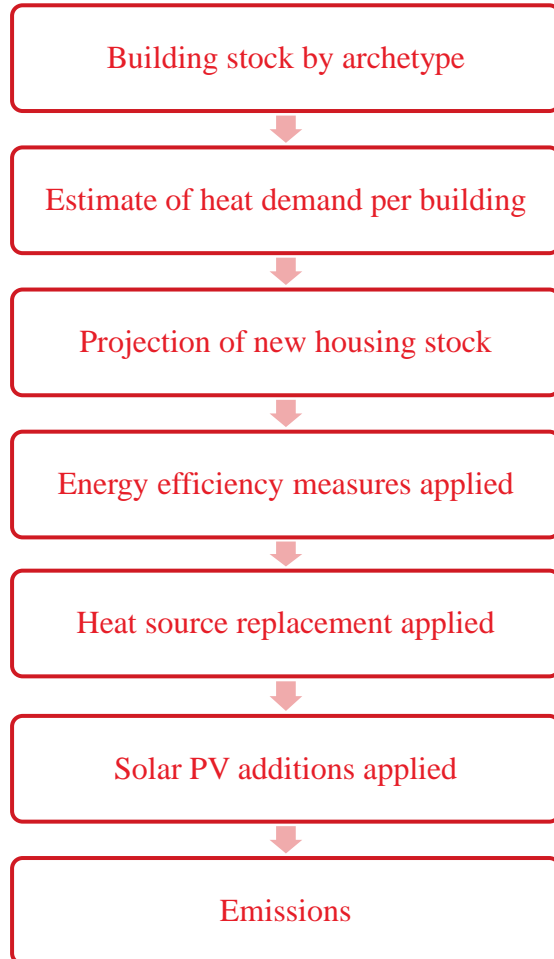 Building stock by archetype
Estimate of heat demand per building
Projection of new housing stock
Energy efficiency measures applied
Heat source replacement applied
Solar PV additions applied
Emissions